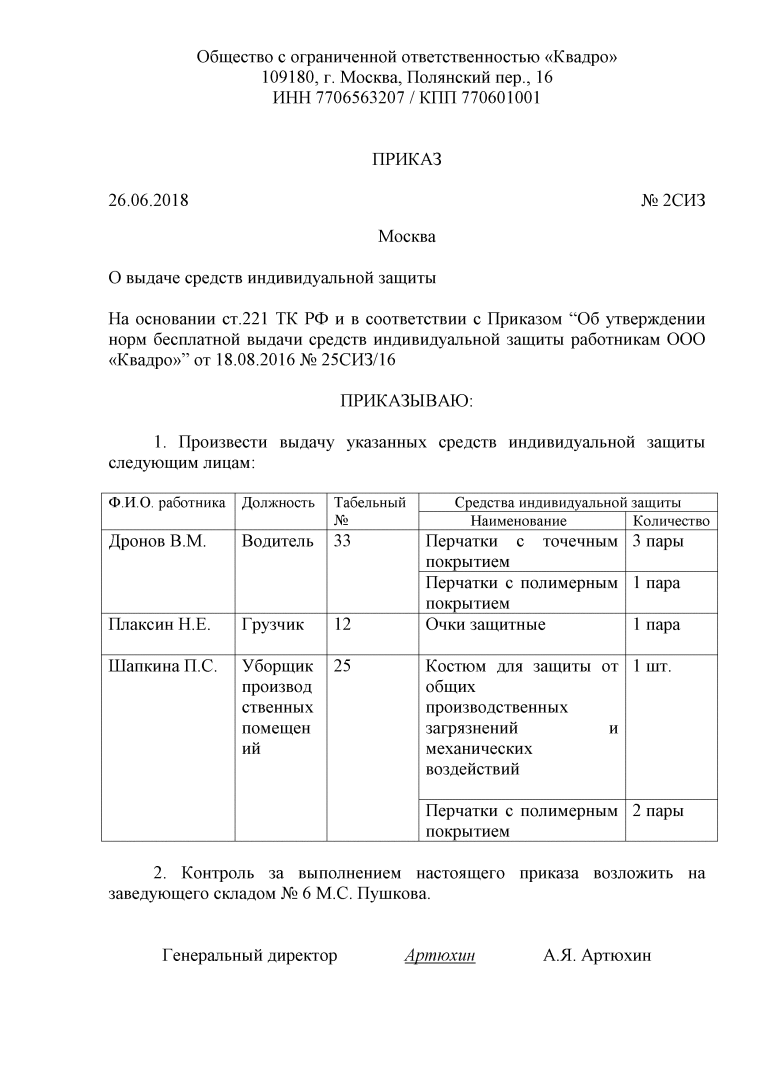 Общество с ограниченной ответственностью «Квадро»
109180, г. Москва, Полянский пер., 16
ИНН 7706563207 / КПП 770601001
ПРИКАЗ
26.06.2018 № 2СИЗ
Москва
О выдаче средств индивидуальной защиты
На основании ст.221 ТК РФ и в соответствии с Приказом “Об утверждении
норм бесплатной выдачи средств индивидуальной защиты работникам ООО
«Квадро»” от 18.08.2016 № 25СИЗ/16
ПРИКАЗЫВАЮ:
1. Произвести выдачу указанных средств индивидуальной защиты
следующим лицам:
Ф.И.О. работника Должность Табельный Средства индивидуальной защиты
№ Наименование Количество
Дронов В.М. Водитель 33 Перчатки с точечным 3 пары
покрытием
Перчатки с полимерным 1 пара
покрытием
Плаксин Н.Е. Грузчик 12 Очки защитные 1 пара
Шапкина П.С. Уборщик 25 Костюм для защиты от 1 шт.
производ общих
ственных производственных
помещен загрязнений и
ий механических
воздействий
Перчатки с полимерным 2 пары
покрытием
2. Контроль за выполнением настоящего приказа возложить на
заведующего складом № 6 М.С. Пушкова.
Генеральный директор Артюхин А.Я. Артюхин